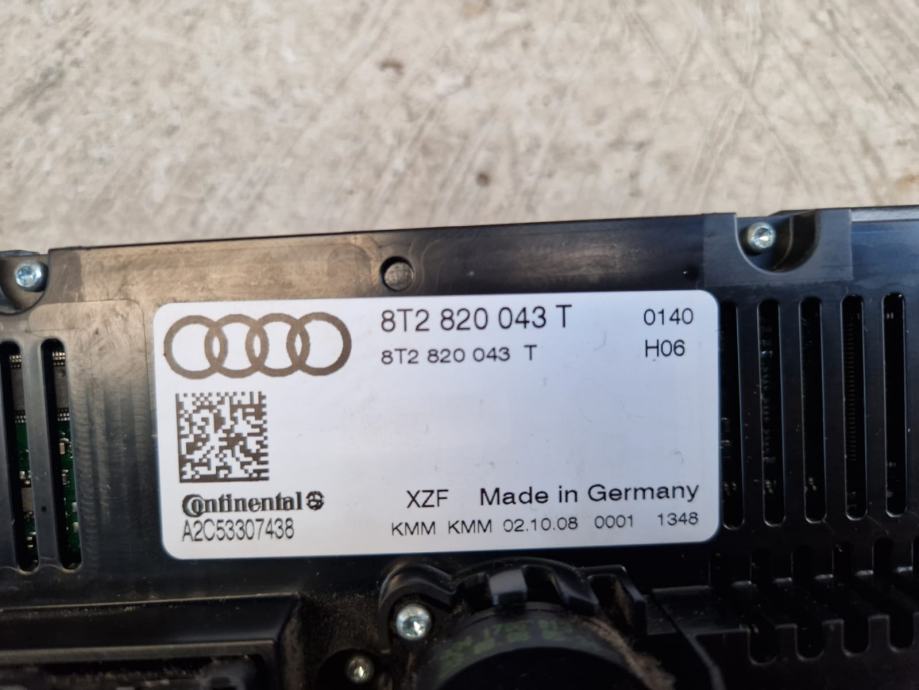 8T2 820 043 T 0140
8T2 820 043 T H06
Continental
XZF Made in Germany
A2C53307438
KMM KMM 02.10.08 0001 1348